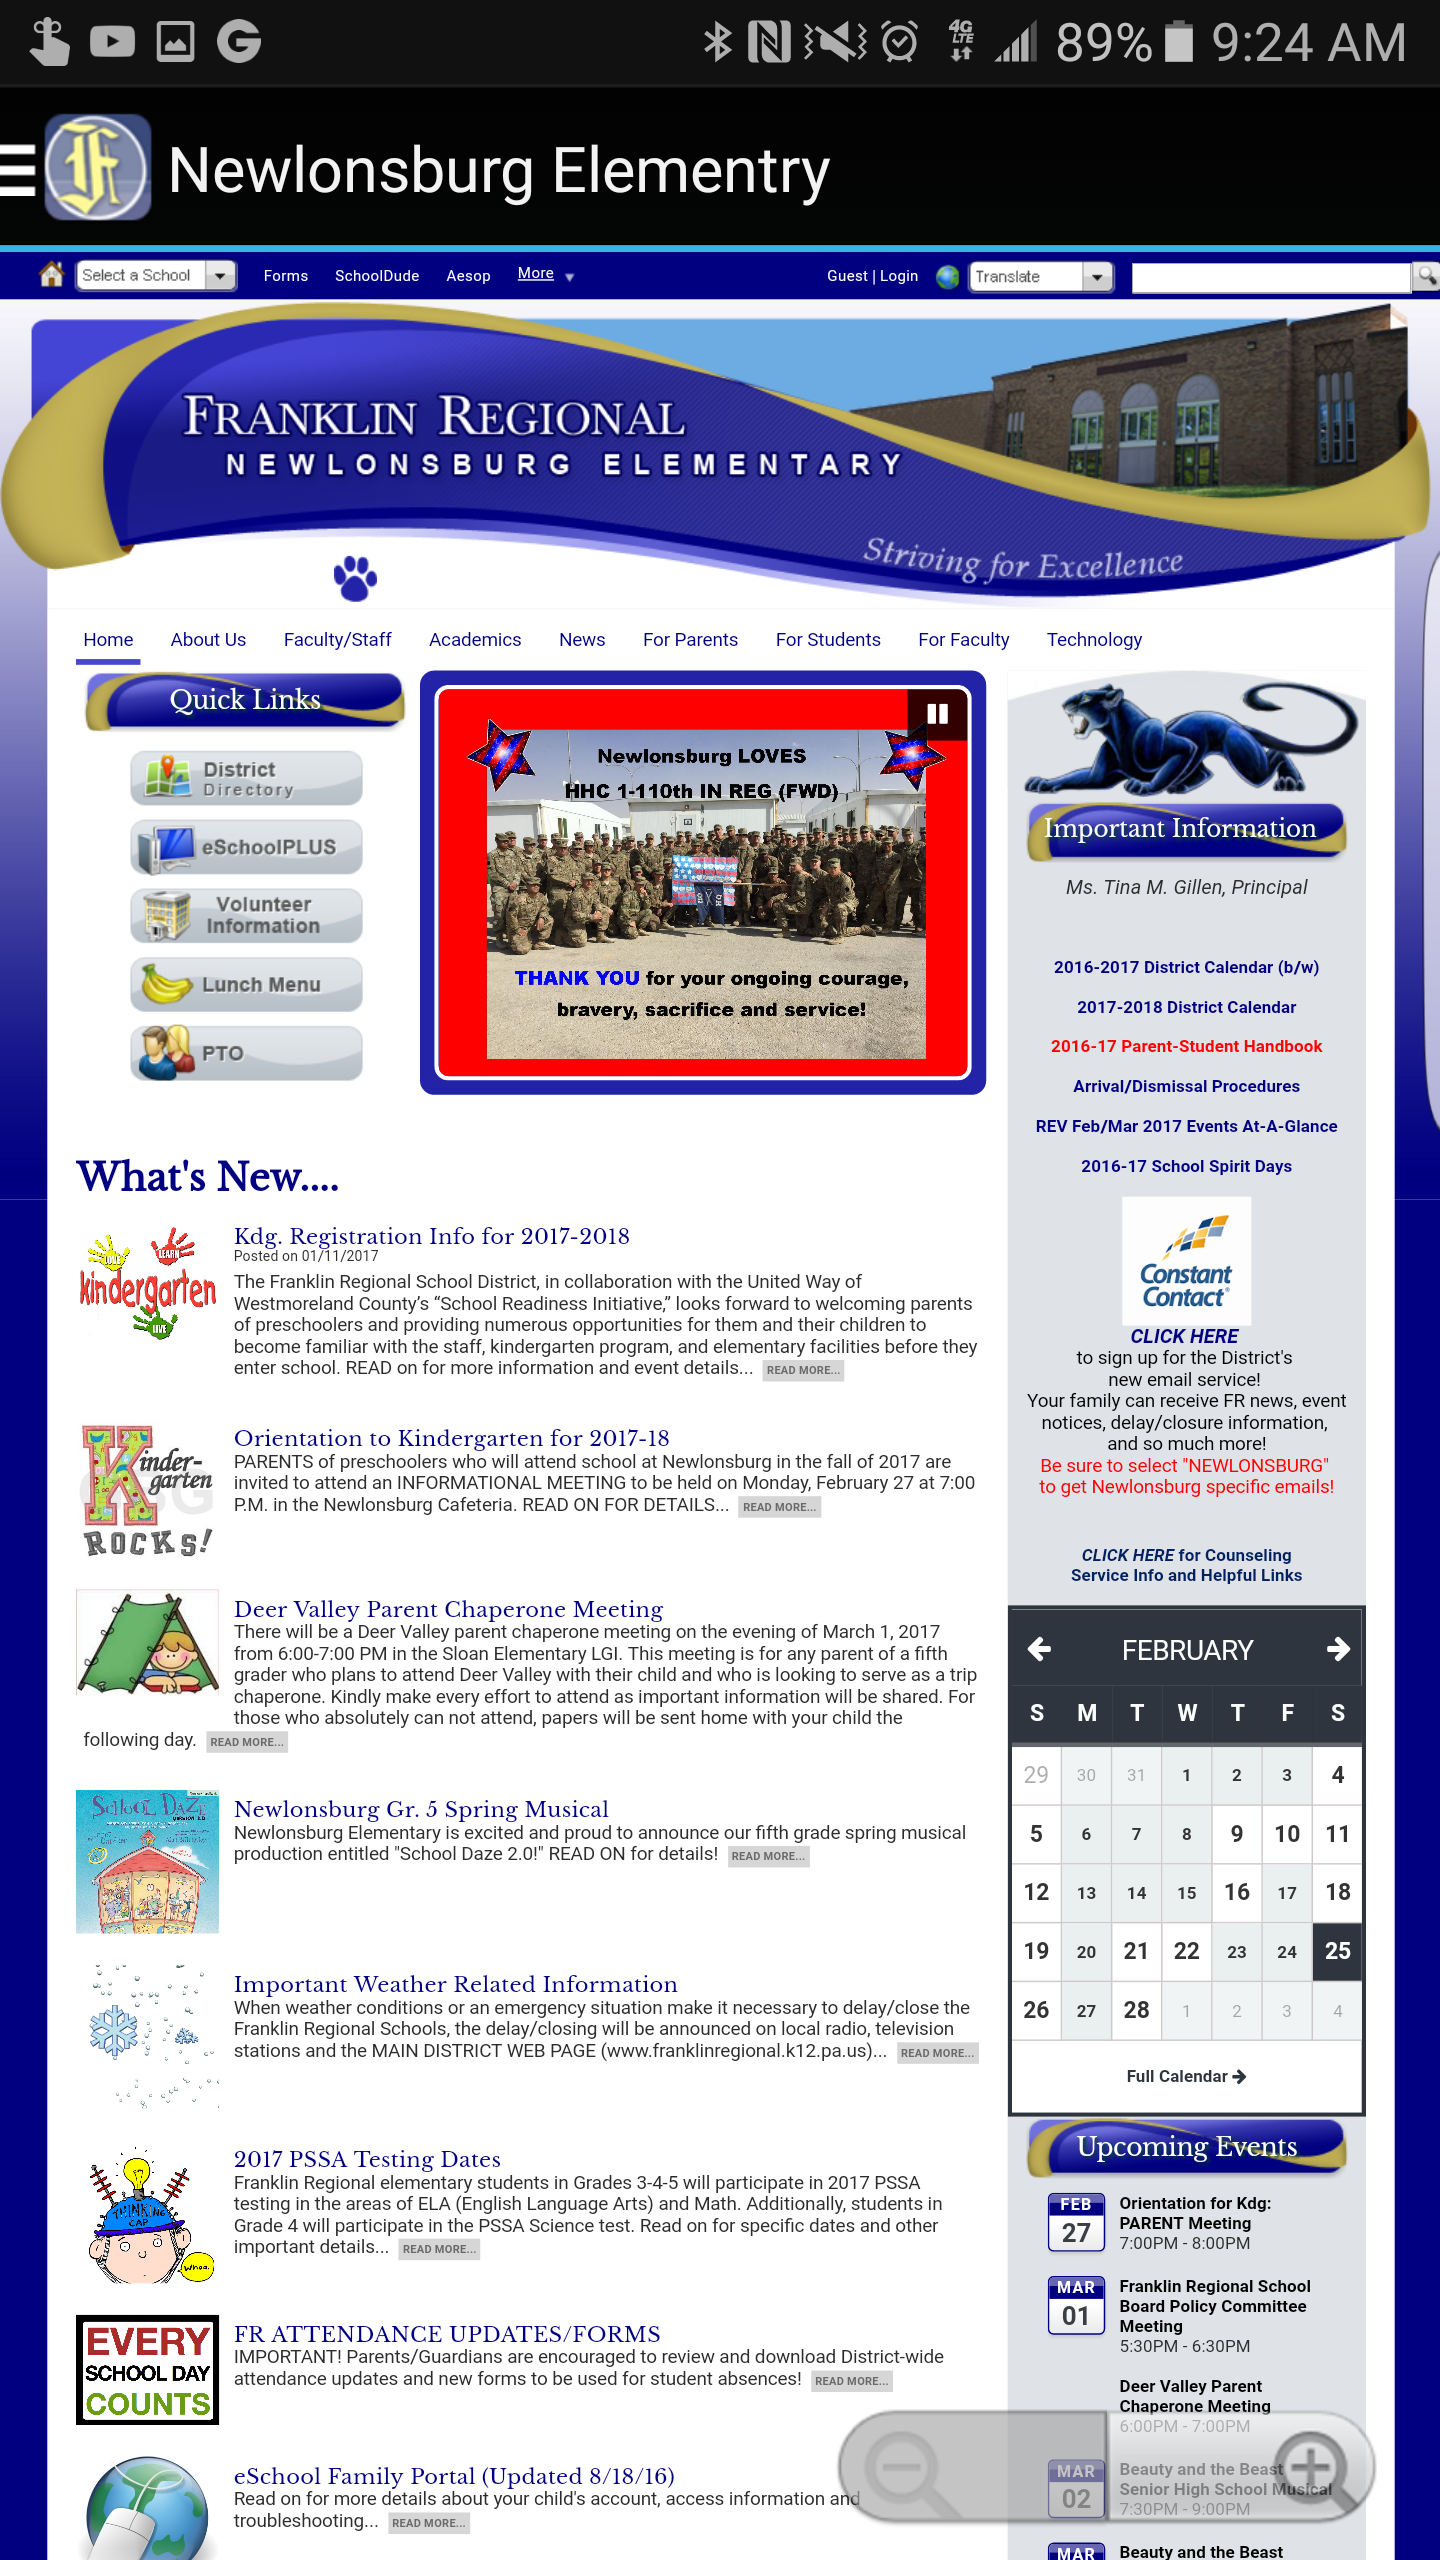 89% 9:24 AM
Newlonsburg Elementry
Select a School Forms SchoolDude Aesop More Guest | Login Translate
FRANKLIN REGIONAL
NEWLONSBURG ELEMENTARY
Striving for Excellence
Home About Us Faculty/Staff Academics News For Parents For Students For Faculty Technology
Quick Links
District
Directory
eSchoolPLUS
Volunteer
Information
Lunch Menu
PTO
Newlonsburg LOVES
HHC 1-110th IN REG (FWD)
THANK YOU for your ongoing courage,
bravery, sacrifice and service!
Important Information
Ms. Tina M. Gillen, Principal
2016-2017 District Calendar (b/w)
2017-2018 District Calendar
2016-17 Parent-Student Handbook
Arrival/Dismissal Procedures
REV Feb/Mar 2017 Events At-A-Glance
2016-17 School Spirit Days
Constant
Contact
CLICK HERE
to sign up for the District's
new email service!
Your family can receive FR news, event
notices, delay/closure information,
and so much more!
Be sure to select "NEWLONSBURG"
to get Newlonsburg specific emails!
CLICK HERE for Counseling
Service Info and Helpful Links
What's New....
LEARN
kindergarten
LIVE
Kdg. Registration Info for 2017-2018
Posted on 01/11/2017
The Franklin Regional School District, in collaboration with the United Way of
Westmoreland County’s “School Readiness Initiative,” looks forward to welcoming parents
of preschoolers and providing numerous opportunities for them and their children to
become familiar with the staff, kindergarten program, and elementary facilities before they
enter school. READ on for more information and event details... READ MORE...
Kinder-
garten
ROCKS!
Orientation to Kindergarten for 2017-18
PARENTS of preschoolers who will attend school at Newlonsburg in the fall of 2017 are
invited to attend an INFORMATIONAL MEETING to be held on Monday, February 27 at 7:00
P.M. in the Newlonsburg Cafeteria. READ ON FOR DETAILS... READ MORE...
Deer Valley Parent Chaperone Meeting
There will be a Deer Valley parent chaperone meeting on the evening of March 1, 2017
from 6:00-7:00 PM in the Sloan Elementary LGI. This meeting is for any parent of a fifth
grader who plans to attend Deer Valley with their child and who is looking to serve as a trip
chaperone. Kindly make every effort to attend as important information will be shared. For
those who absolutely can not attend, papers will be sent home with your child the
following day. READ MORE...
SCHOOL DAZE
Newlonsburg Gr. 5 Spring Musical
Newlonsburg Elementary is excited and proud to announce our fifth grade spring musical
production entitled "School Daze 2.0!" READ ON for details! READ MORE...
Important Weather Related Information
When weather conditions or an emergency situation make it necessary to delay/close the
Franklin Regional Schools, the delay/closing will be announced on local radio, television
stations and the MAIN DISTRICT WEB PAGE (www.franklinregional.k12.pa.us)... READ MORE...
THINKING
CAP
Whoa.
2017 PSSA Testing Dates
Franklin Regional elementary students in Grades 3-4-5 will participate in 2017 PSSA
testing in the areas of ELA (English Language Arts) and Math. Additionally, students in
Grade 4 will participate in the PSSA Science test. Read on for specific dates and other
important details... READ MORE...
EVERY
SCHOOL DAY
COUNTS
FR ATTENDANCE UPDATES/FORMS
IMPORTANT! Parents/Guardians are encouraged to review and download District-wide
attendance updates and new forms to be used for student absences! READ MORE...
eSchool Family Portal (Updated 8/18/16)
Read on for more details about your child's account, access information and
troubleshooting... READ MORE...
FEBRUARY
S M T W T F S
29 30 31 1 2 3 4
5 6 7 8 9 10 11
12 13 14 15 16 17 18
19 20 21 22 23 24 25
26 27 28 1 2 3 4
Full Calendar
Upcoming Events
FEB
27
Orientation for Kdg:
PARENT Meeting
7:00PM - 8:00PM
MAR
01
Franklin Regional School
Board Policy Committee
Meeting
5:30PM - 6:30PM
Deer Valley Parent
Chaperone Meeting
6:00PM - 7:00PM
MAR
02
Beauty and the Beast
Senior High School Musical
7:30PM - 9:00PM
MAR
Beauty and the Beast